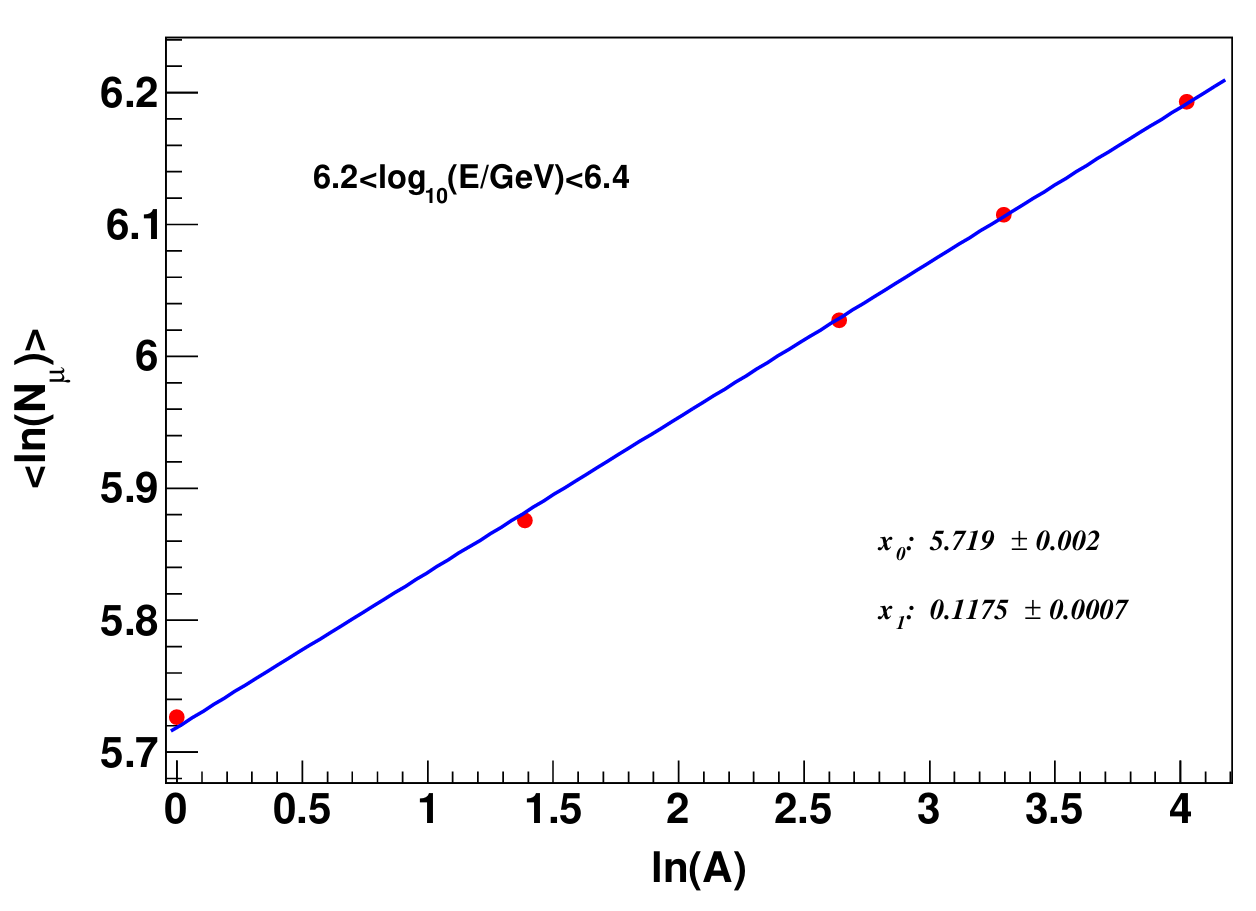 6.2
6.2<log10(E/GeV)<6.4
6.1
6
<ln(Nμ)>
5.9
x0: 5.719 ± 0.002
5.8
x1: 0.1175 ± 0.0007
5.7
0 0.5 1 1.5 2 2.5 3 3.5 4
ln(A)